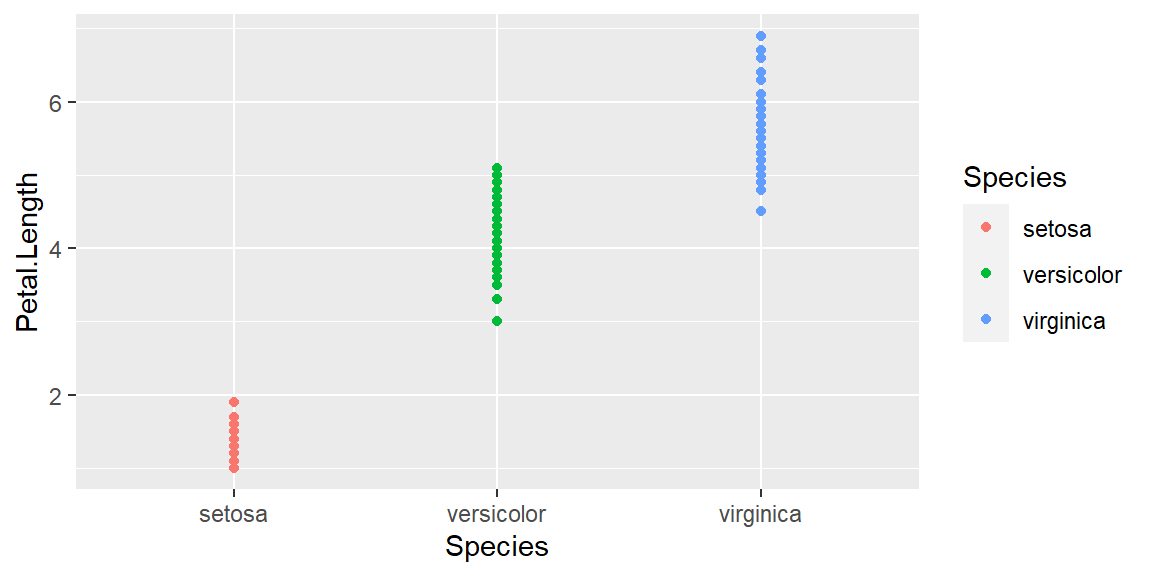 Petal.Length
6
4
2
setosa versicolor virginica
Species
Species
setosa
versicolor
virginica